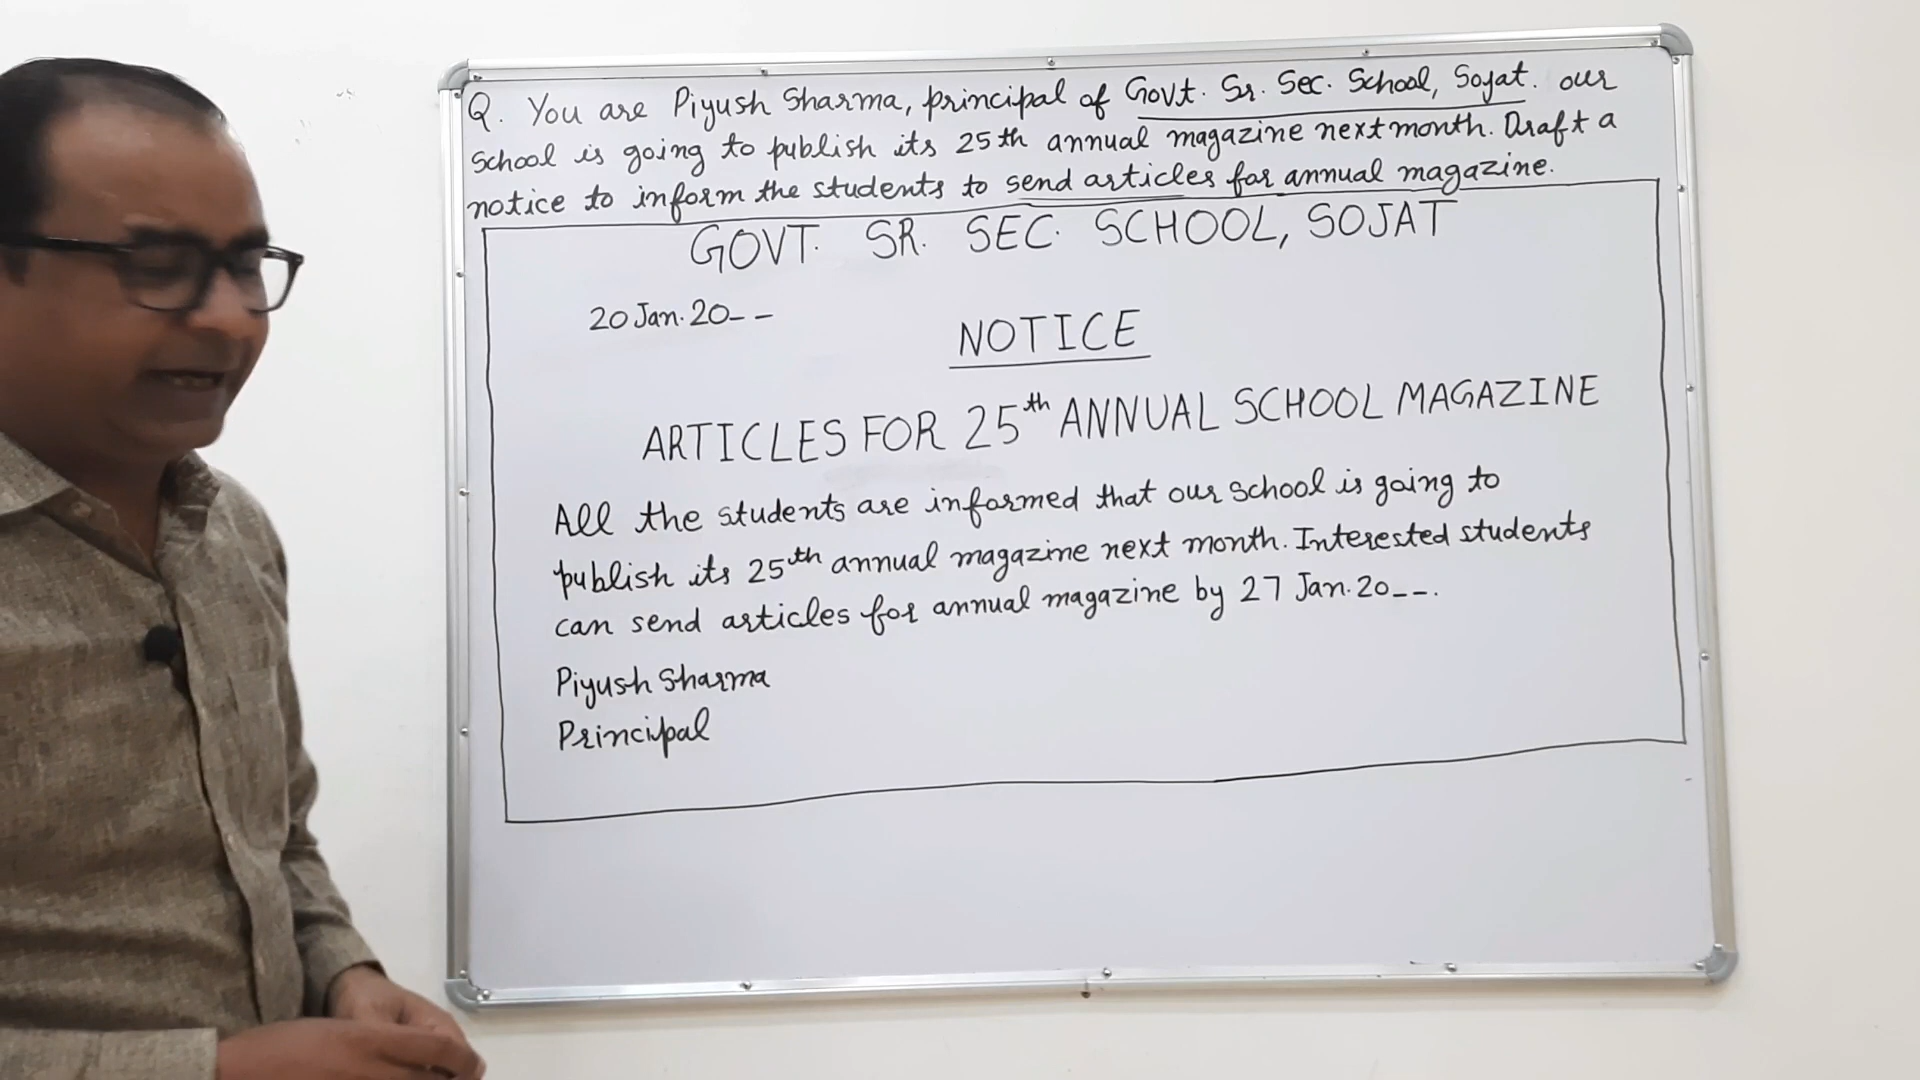 Q. You are Piyush Sharma, principal of Govt. Sr. Sec. School, Sojat. our
school is going to publish its 25th annual magazine next month. Draft a
notice to inform the students to send articles for annual magazine.
GOVT. SR. SEC. SCHOOL, SOJAT
20 Jan. 20--
NOTICE
ARTICLES FOR 25th ANNUAL SCHOOL MAGAZINE
All the students are informed that our school is going to
publish its 25th annual magazine next month. Interested students
can send articles for annual magazine by 27 Jan. 20--.
Piyush Sharma
Principal